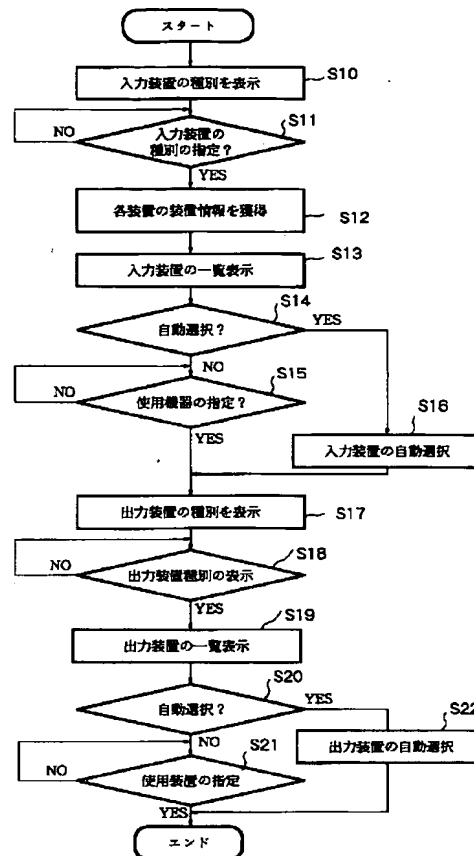 スタート
入力装置の種別を表示
S10
S11
入力装置の
種別の指定?
NO
YES
各装置の装置情報を獲得
S12
S13
入力装置の一覧表示
S14
自動選択?
YES
NO
S15
使用機器の指定?
NO
YES
S16
入力装置の自動選択
出力装置の種別を表示
S17
S18
出力装置種別の表示
NO
YES
S19
出力装置の一覧表示
S20
自動選択?
YES
S22
出力装置の自動選択
NO
S21
使用装置の指定
NO
YES
エンド